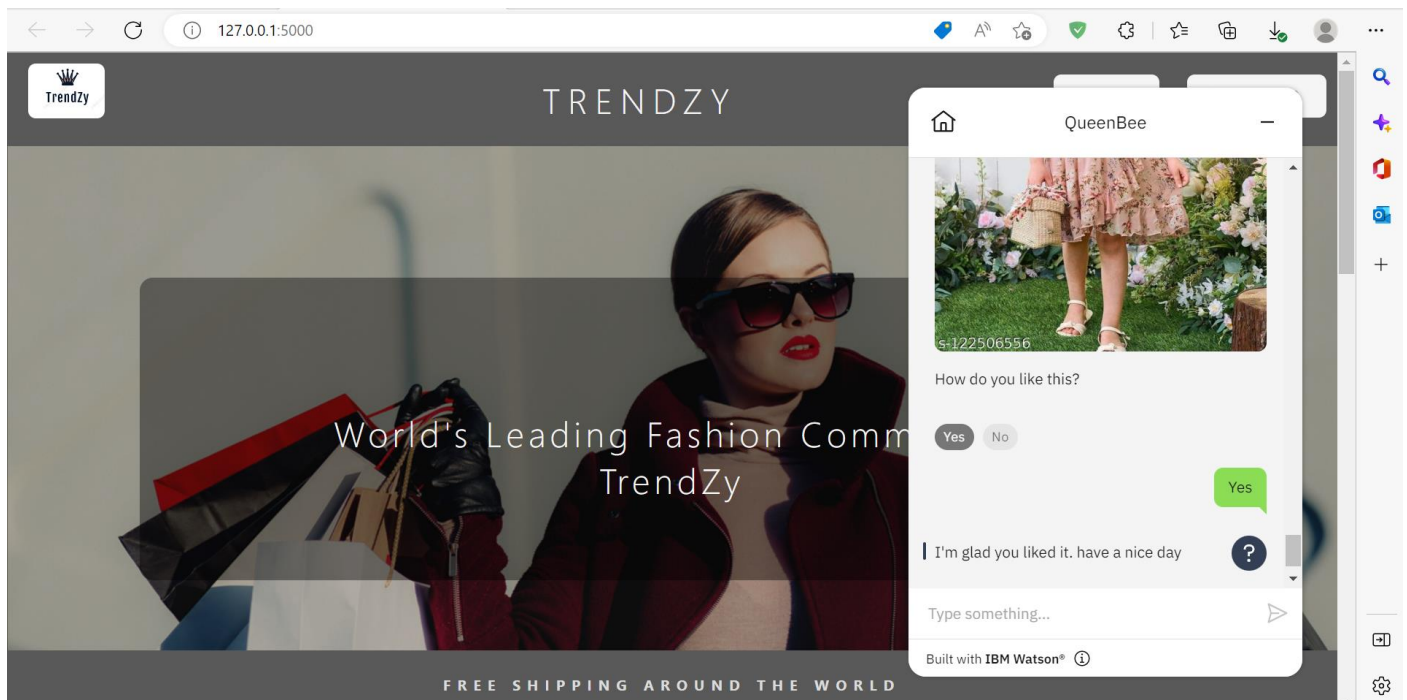 127.0.0.1:5000
TrendZy
TRENDZY
QueenBee
s-122506556
How do you like this?
Yes
No
Yes
I'm glad you liked it. have a nice day
?
Type something...
Built with IBM Watson®
World's Leading Fashion Comm
TrendZy
FREE SHIPPING AROUND THE WORLD